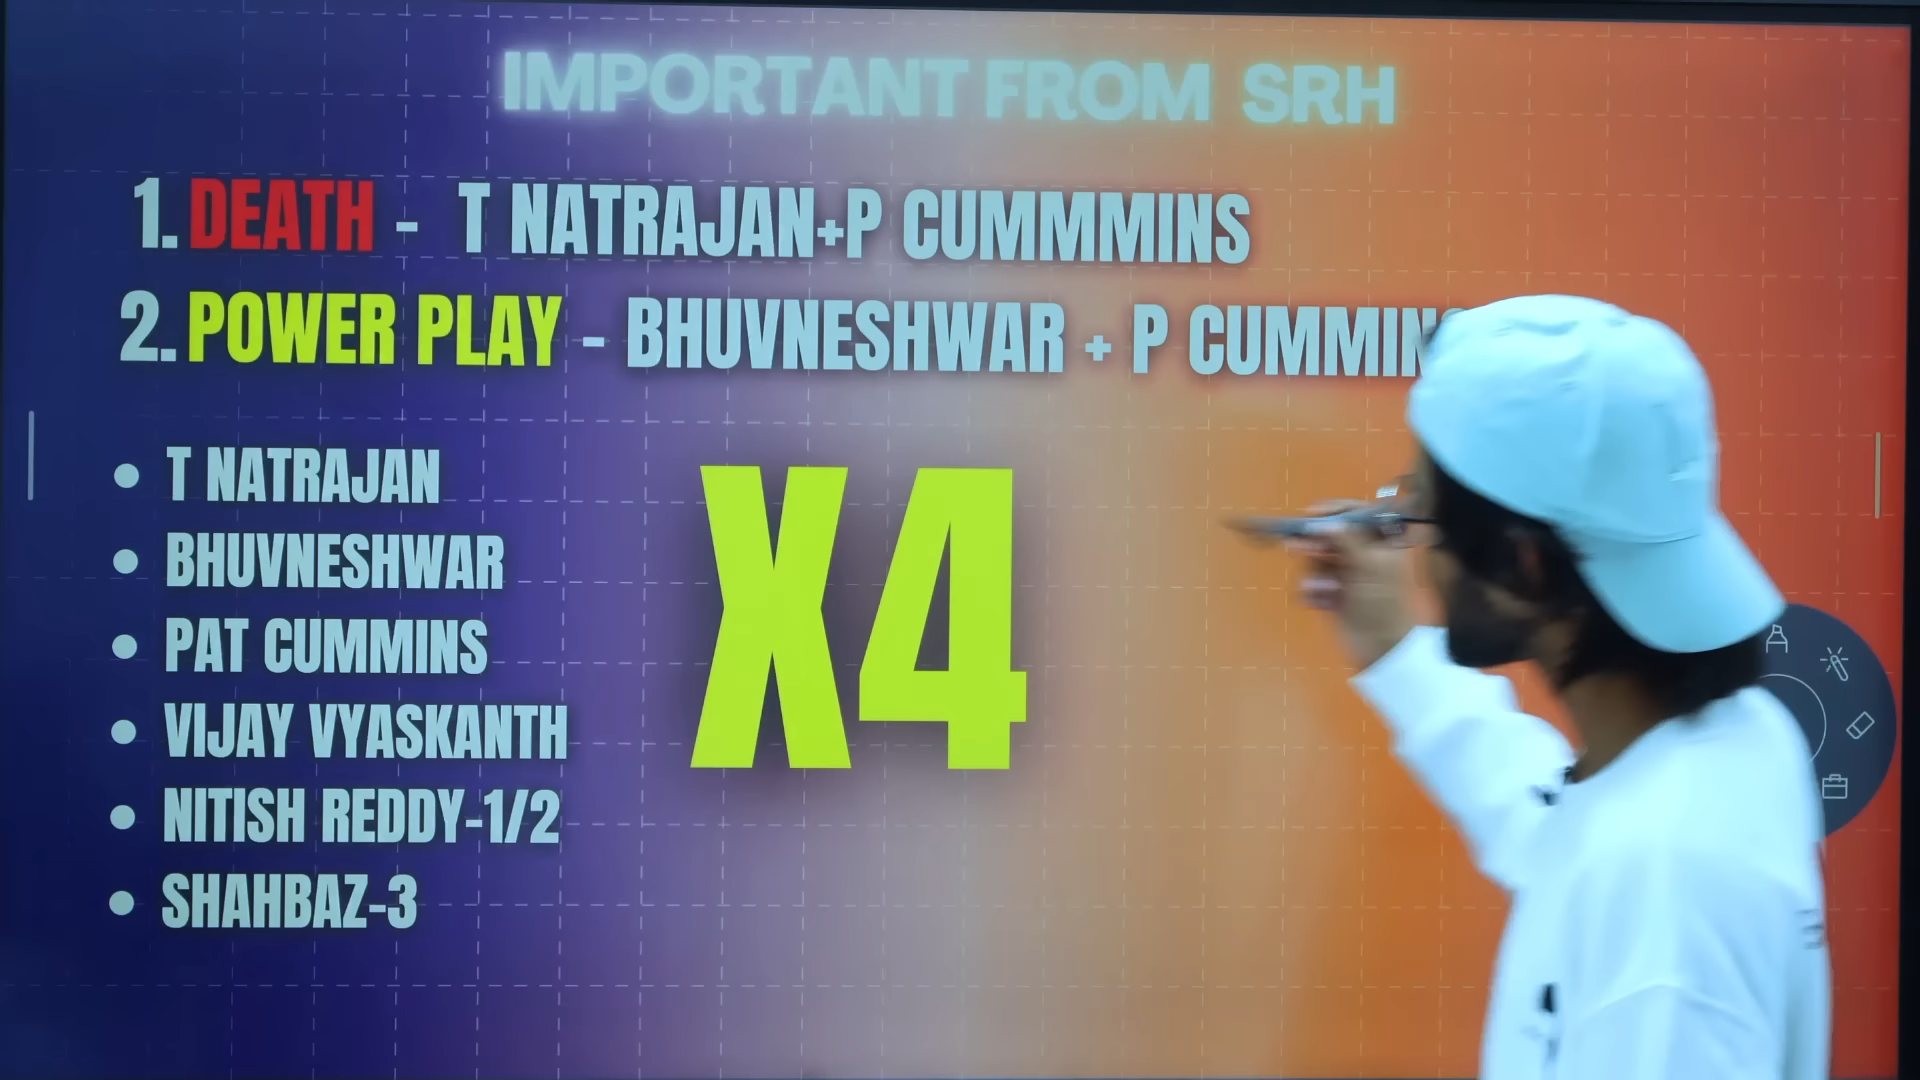 IMPORTANT FROM SRH
1. DEATH - T NATRAJAN+P CUMMMINS
2. POWER PLAY - BHUVNESHWAR + P CUMMINS
• T NATRAJAN
• BHUVNESHWAR
• PAT CUMMINS
• VIJAY VYASKANTH
• NITISH REDDY-1/2
• SHAHBAZ-3
X4